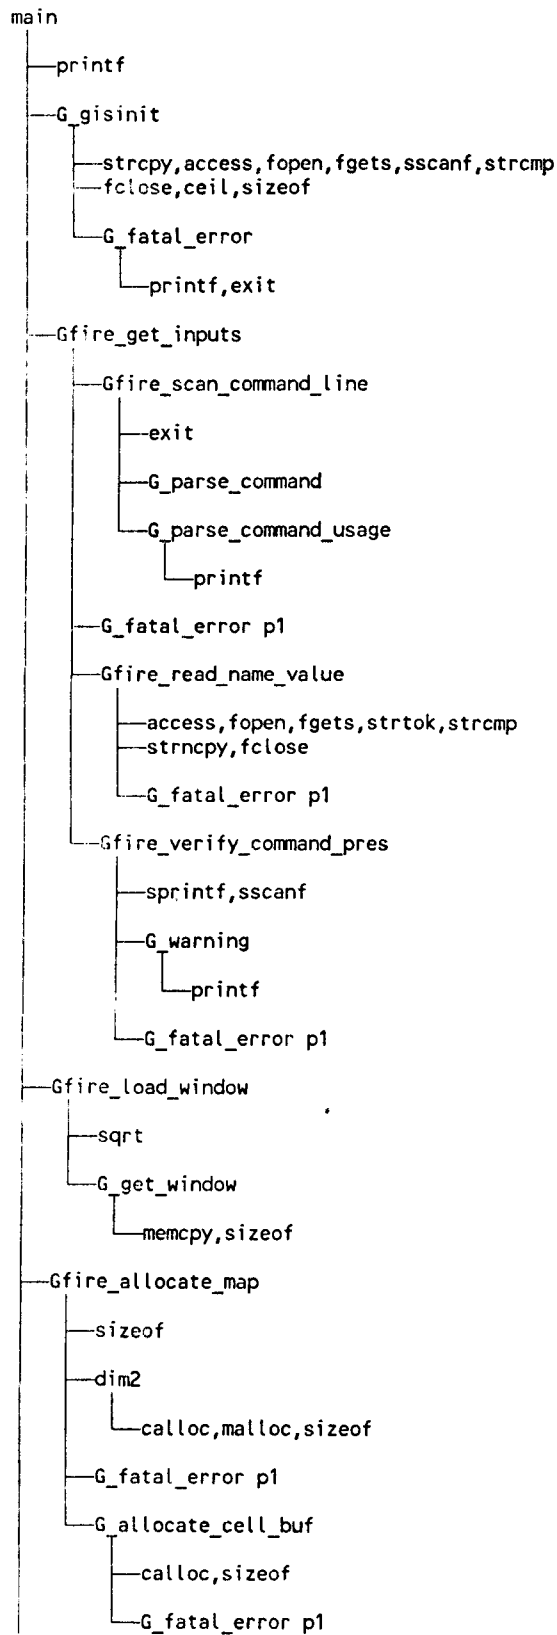 main
printf
G_gisinit
strcpy,access,fopen,fgets,sscanf,strcmp
fclose,ceil,sizeof
G_fatal_error
printf,exit
Gfire_get_inputs
Gfire_scan_command_line
exit
G_parse_command
G_parse_command_usage
printf
G_fatal_error p1
Gfire_read_name_value
access,fopen,fgets,strtok,strcmp
strncpy,fclose
G_fatal_error p1
Gfire_verify_command_pres
sprintf,sscanf
G_warning
printf
G_fatal_error p1
Gfire_load_window
sqrt
G_get_window
memcpy,sizeof
Gfire_allocate_map
sizeof
dim2
calloc,malloc,sizeof
G_fatal_error p1
G_allocate_cell_buf
calloc,sizeof
G_fatal_error p1